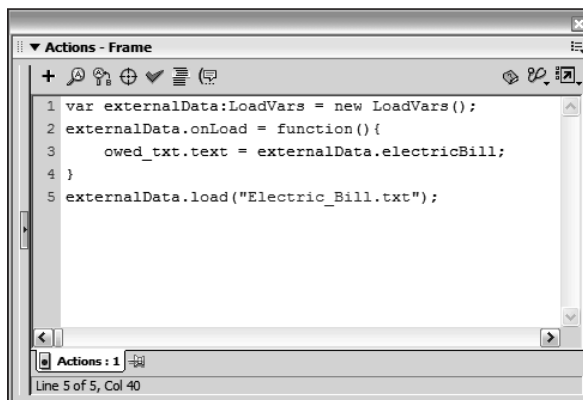 Actions - Frame
1 var externalData:LoadVars = new LoadVars();
2 externalData.onLoad = function(){
3 owed_txt.text = externalData.electricBill;
4 }
5 externalData.load("Electric_Bill.txt");
Actions : 1
Line 5 of 5, Col 40